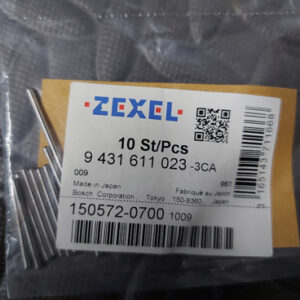 ZEXEL
10 St/Pcs
9 431 611 023 -3CA
009 961
Made in Japan Fabriqué au Japon
Bosch Corporation Tokyo 150-8360, Japan
150572-0700 1009